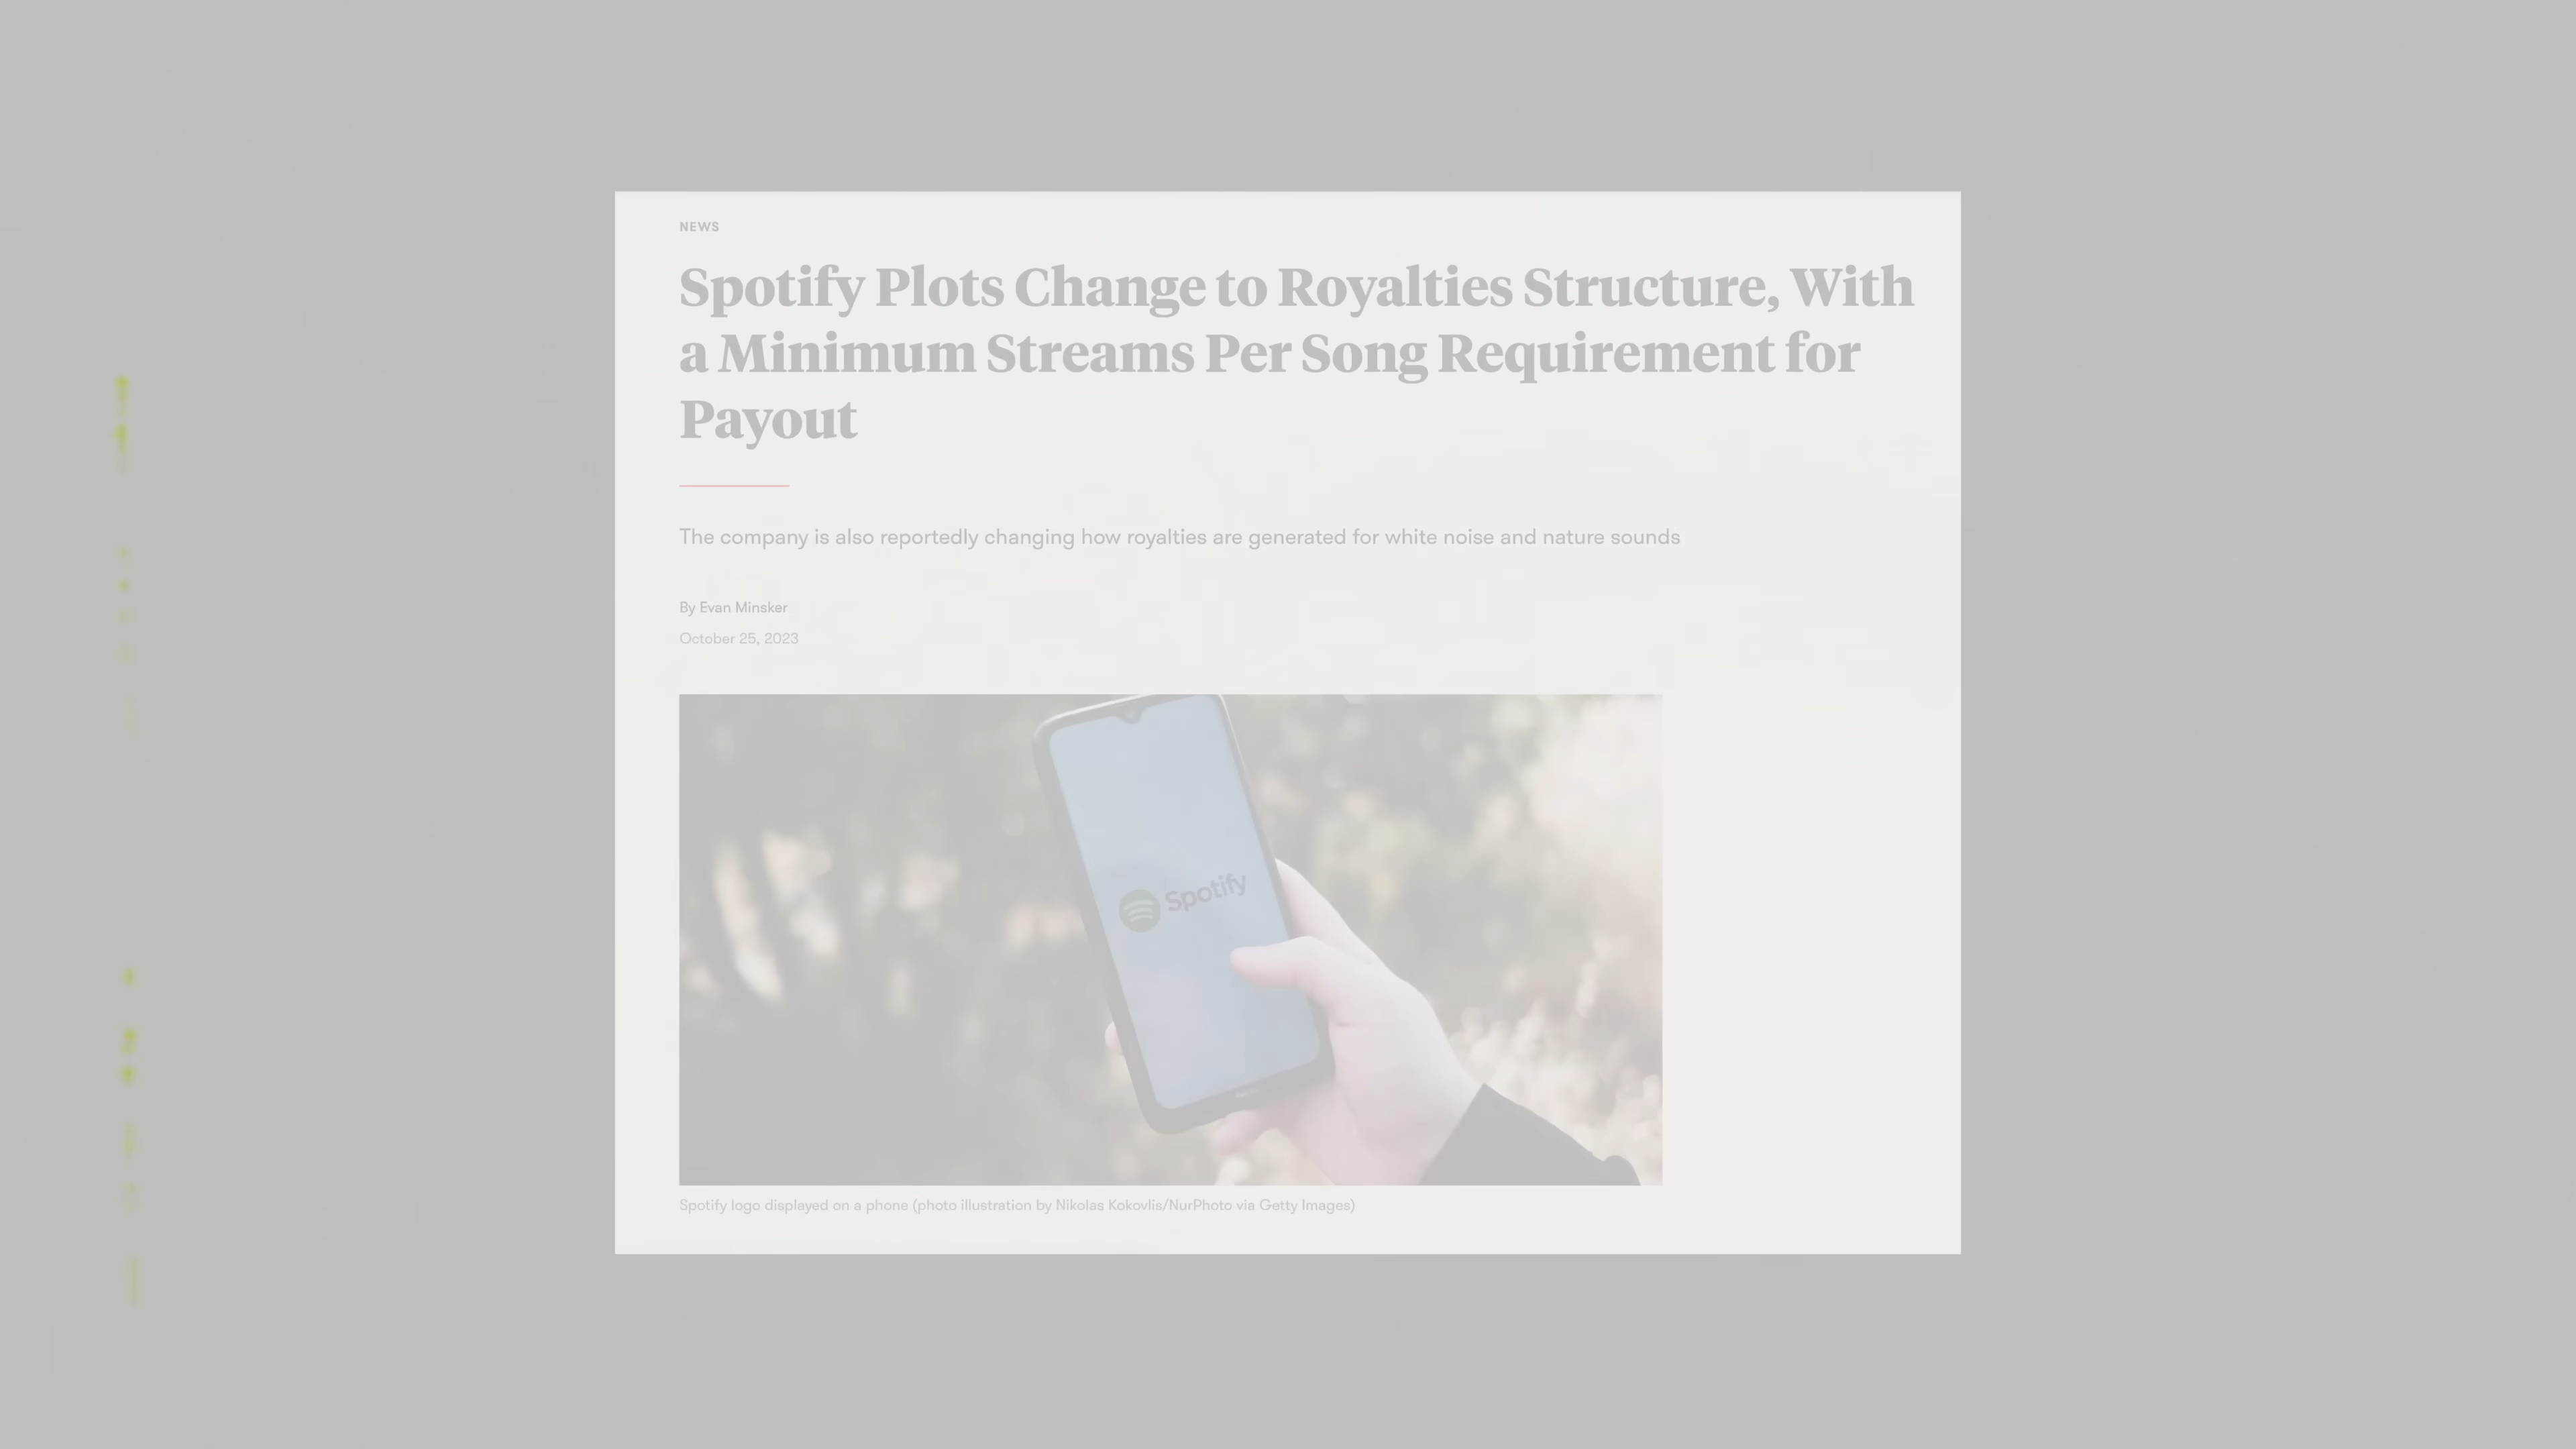 NEWS
Spotify Plots Change to Royalties Structure, With
a Minimum Streams Per Song Requirement for
Payout
The company is also reportedly changing how royalties are generated for white noise and nature sounds
By Evan Minsker
October 25, 2023
Spotify
Spotify logo displayed on a phone (photo illustration by Nikolas Kokovlis/NurPhoto via Getty Images)